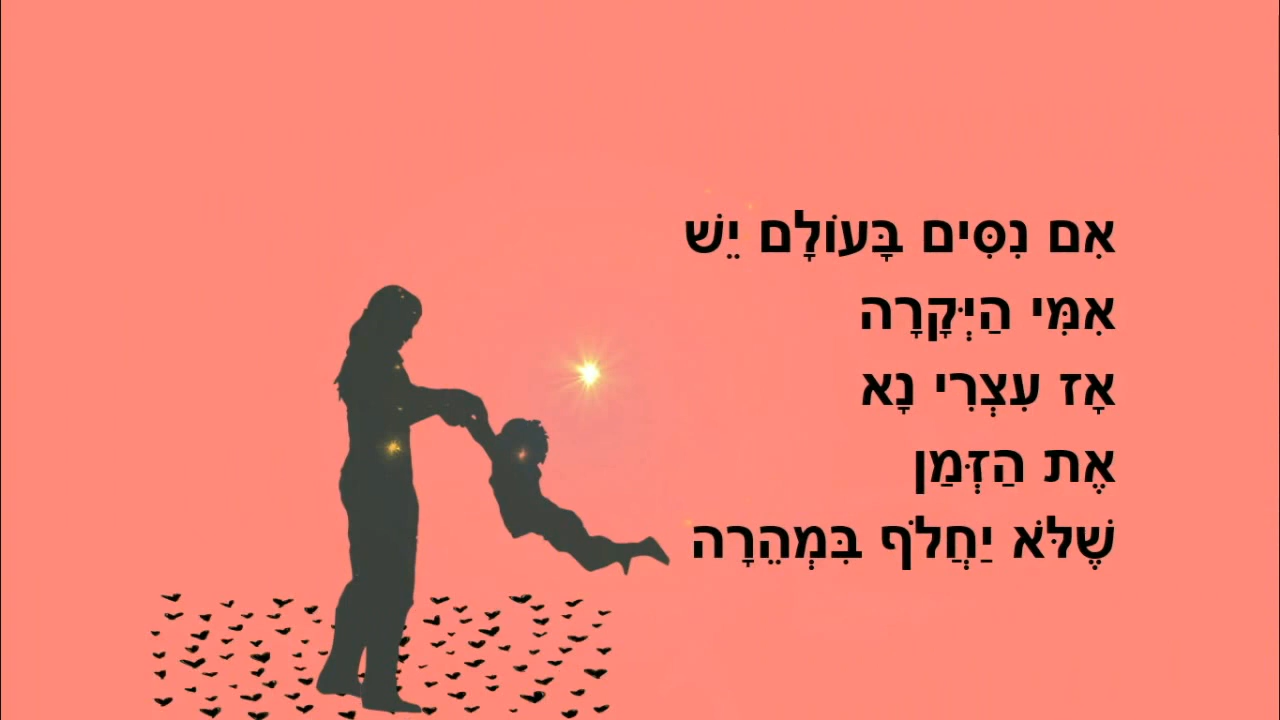 אִם נִסִּים בָּעוֹלָם יֵשׁ
אִמִּי הַיְּקָרָה
אָז עִצְרִי נָא
אֶת הַזְּמַן
שֶׁלֹּא יַחֲלֹף בִּמְהֵרָה